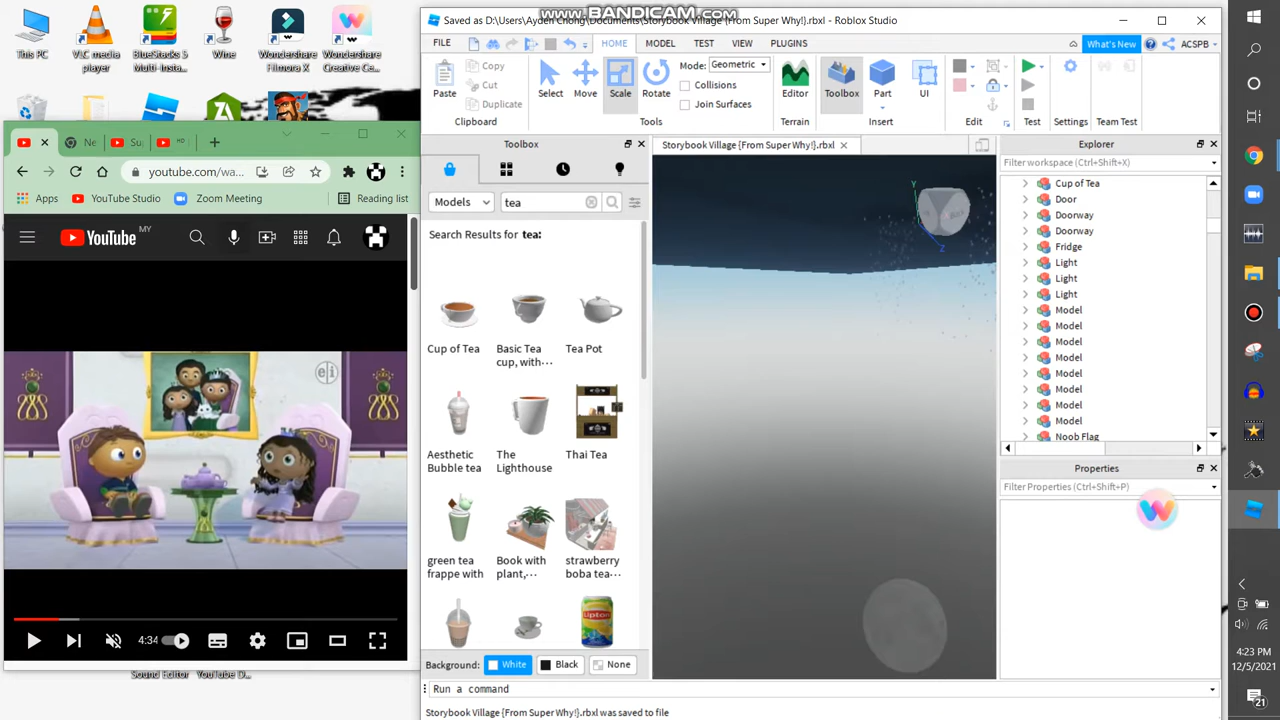 www.BANDICAM.com
This PC
VLC media player
BlueStacks 5 Multi-Insta...
Wine
Wondershare Filmora X
Wondershare Creative Ce...
Saved as D:\Users\Ayden Chong\Documents\Storybook Village {From Super Why!}.rbxl - Roblox Studio
FILE
HOME
MODEL
TEST
VIEW
PLUGINS
What's New
ACSPB
Paste
Copy
Cut
Duplicate
Clipboard
Select
Move
Scale
Rotate
Mode: Geometric
Collisions
Join Surfaces
Tools
Editor
Terrain
Toolbox
Part
UI
Insert
Edit
Test
Settings
Team Test
Toolbox
Models
tea
Search Results for tea:
Cup of Tea
Basic Tea cup, with...
Tea Pot
Aesthetic Bubble tea
The Lighthouse
Thai Tea
green tea frappe with
Book with plant,...
strawberry boba tea...
Lipton
Background:
White
Black
None
Run a command
Storybook Village {From Super Why!}.rbxl was saved to file
Storybook Village {From Super Why!}.rbxl
Explorer
Filter workspace (Ctrl+Shift+X)
Cup of Tea
Door
Doorway
Doorway
Fridge
Light
Light
Light
Model
Model
Model
Model
Model
Model
Model
Model
Noob Flag
Properties
Filter Properties (Ctrl+Shift+P)
Ne
Su
HD
youtube.com/wa...
Apps
YouTube Studio
Zoom Meeting
Reading list
YouTube MY
e/i
4:34
Sound Editor
YouTube D...
4:23 PM
12/5/2021
21